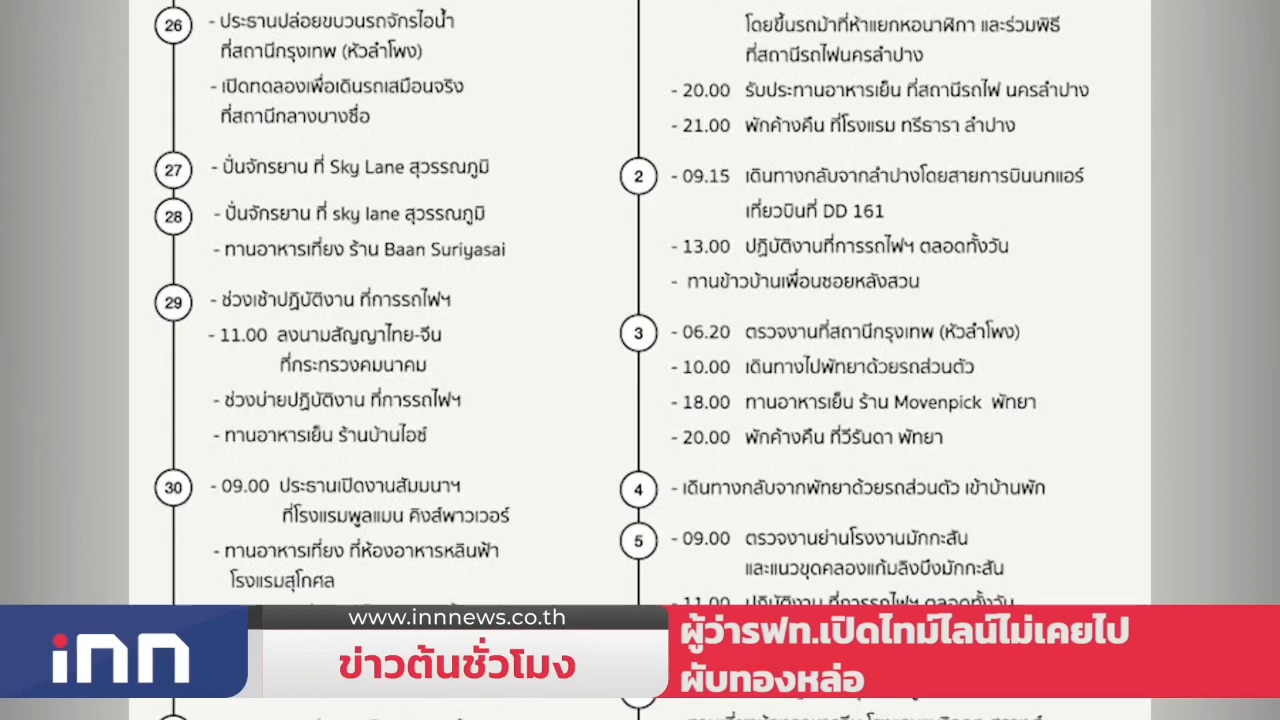 26
- ประธานปล่อยขบวนรถจักรไอน้ำ
ที่สถานีกรุงเทพ (หัวลำโพง)
- เปิดทดลองเพื่อเดินรถเสมือนจริง
ที่สถานีกลางบางซื่อ
27
- ปั่นจักรยาน ที่ Sky Lane สุวรรณภูมิ
28
- ปั่นจักรยาน ที่ sky lane สุวรรณภูมิ
- ทานอาหารเที่ยง ร้าน Baan Suriyasai
29
- ช่วงเช้าปฏิบัติงาน ที่การรถไฟฯ
- 11.00 ลงนามสัญญาไทย-จีน
ที่กระทรวงคมนาคม
- ช่วงบ่ายปฏิบัติงาน ที่การรถไฟฯ
- ทานอาหารเย็น ร้านบ้านไอซ์
30
- 09.00 ประธานเปิดงานสัมมนาฯ
ที่โรงแรมพูลแมน คิงส์พาวเวอร์
- ทานอาหารเที่ยง ที่ห้องอาหารหลินฟ้า
โรงแรมสุโกศล
โดยขึ้นรถม้าที่ห้าแยกหอนาฬิกา และร่วมพิธี
ที่สถานีรถไฟนครลำปาง
- 20.00 รับประทานอาหารเย็น ที่สถานีรถไฟ นครลำปาง
- 21.00 พักค้างคืน ที่โรงแรม ทรีธารา ลำปาง
2
- 09.15 เดินทางกลับจากลำปางโดยสายการบินนกแอร์
เที่ยวบินที่ DD 161
- 13.00 ปฏิบัติงานที่การรถไฟฯ ตลอดทั้งวัน
- ทานข้าวบ้านเพื่อนซอยหลังสวน
3
- 06.20 ตรวจงานที่สถานีกรุงเทพ (หัวลำโพง)
- 10.00 เดินทางไปพัทยาด้วยรถส่วนตัว
- 18.00 ทานอาหารเย็น ร้าน Movenpick พัทยา
- 20.00 พักค้างคืน ที่วีรันดา พัทยา
4
- เดินทางกลับจากพัทยาด้วยรถส่วนตัว เข้าบ้านพัก
5
- 09.00 ตรวจงานย่านโรงงานมักกะสัน
และแนวขุดคลองแก้มลิงบึงมักกะสัน
- 11.00 ปฏิบัติงาน ที่การรถไฟฯ ตลอดทั้งวัน
inn
www.innnews.co.th
ข่าวต้นชั่วโมง
ผู้ว่ารฟท.เปิดไทม์ไลน์ไม่เคยไป
ผับทองหล่อ